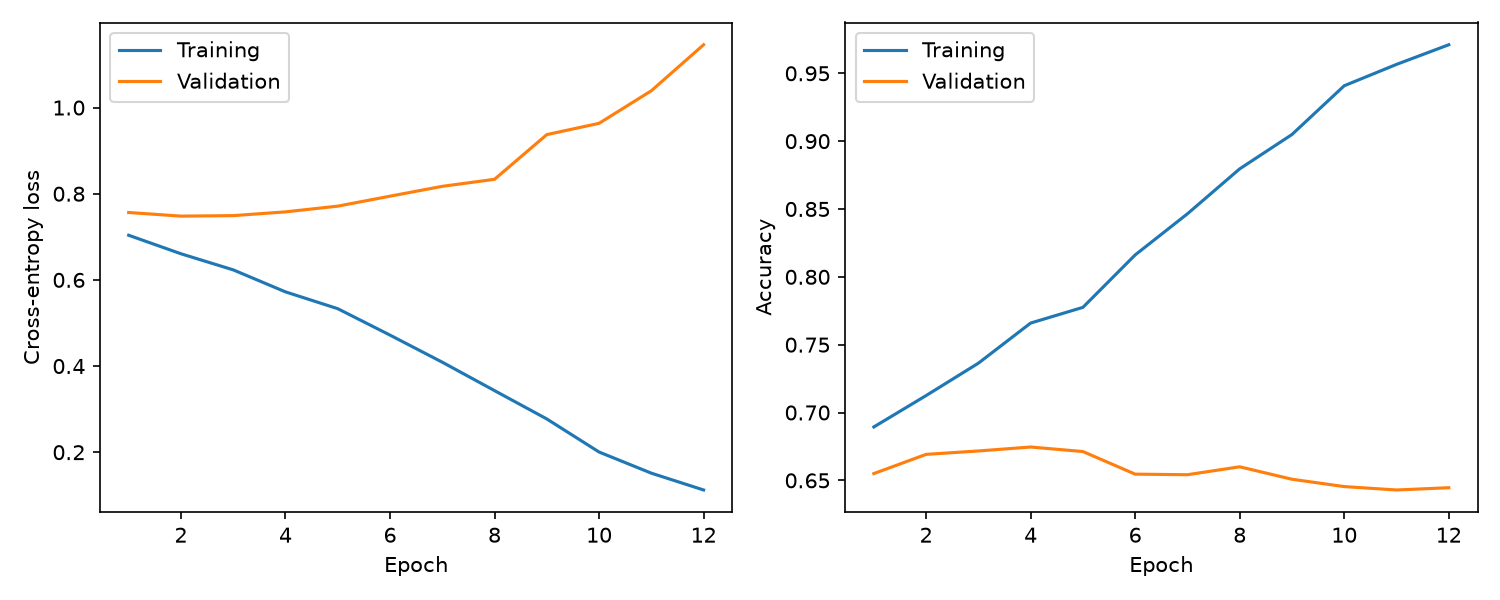 Training
Validation
1.0
0.8
0.6
0.4
0.2
Cross-entropy loss
2 4 6 8 10 12
Epoch
Training
Validation
0.95
0.90
0.85
0.80
0.75
0.70
0.65
Accuracy
2 4 6 8 10 12
Epoch